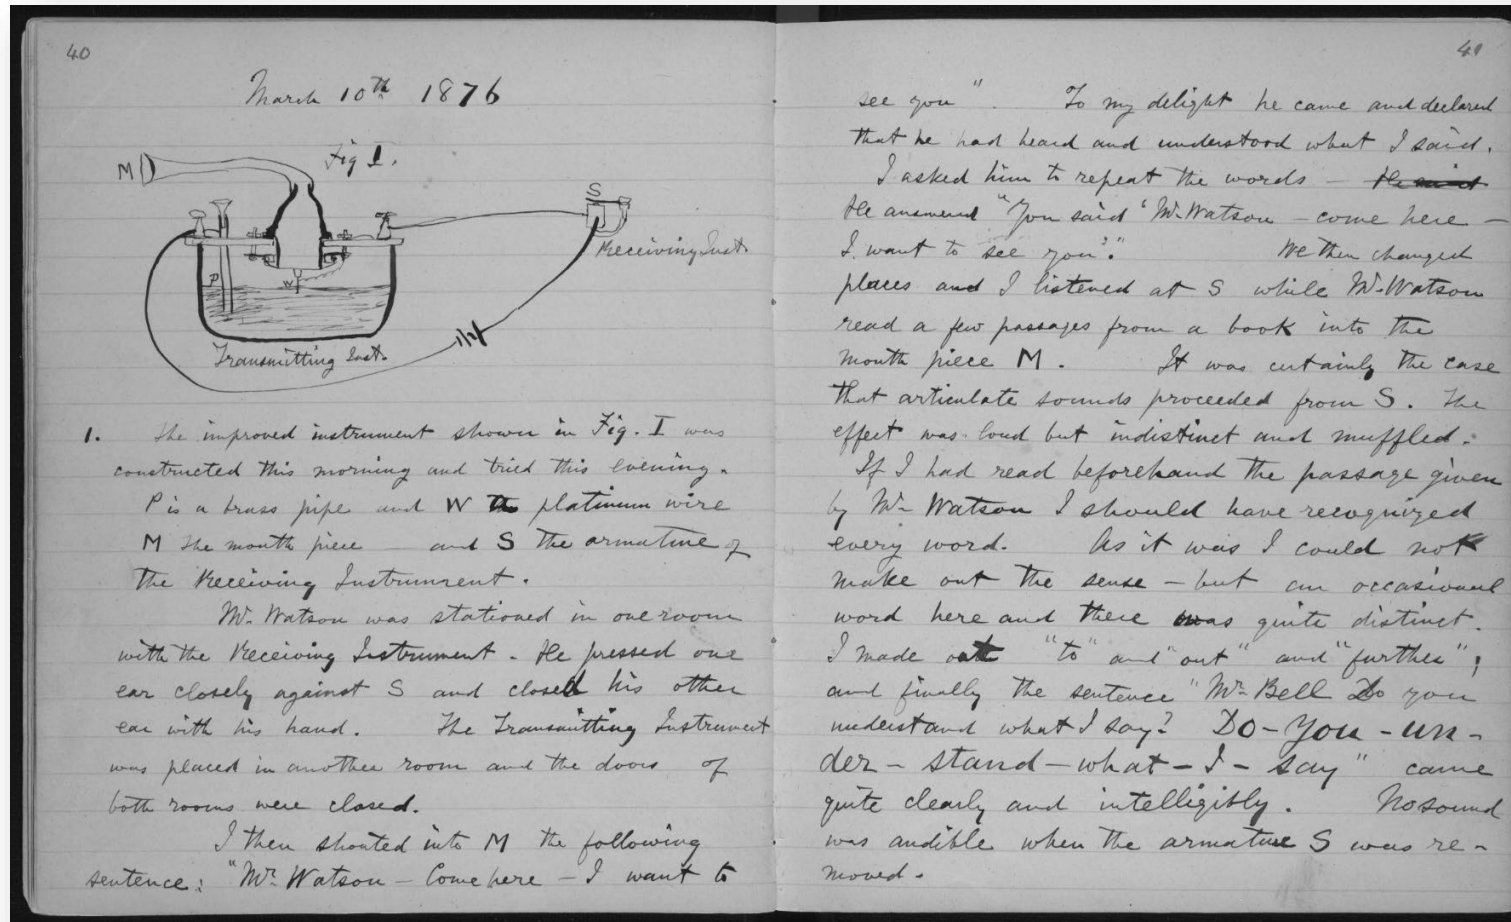 40
March 10th 1876
Fig I.
M
S
Receiving Inst.
P
W
Transmitting Inst.
1. The improved instrument shown in Fig. I was
constructed this morning and tried this evening.
P is a brass pipe and W the platinum wire
M the mouth piece — and S the armature of
the Receiving Instrument.
Mr. Watson was stationed in one room
with the Receiving Instrument. He pressed one
ear closely against S and closed his other
ear with his hand. The Transmitting Instrument
was placed in another room and the doors of
both rooms were closed.
I then shouted into M the following
sentence: "Mr. Watson — Come here — I want to
41
see you". To my delight he came and declared
that he had heard and understood what I said.
I asked him to repeat the words —
He answered "You said 'Mr. Watson — come here —
I want to see you'." We then changed
places and I listened at S while Mr. Watson
read a few passages from a book into the
mouth piece M. It was certainly the case
that articulate sounds proceeded from S. The
effect was loud but indistinct and muffled.
If I had read beforehand the passage given
by Mr. Watson I should have recognized
every word. As it was I could not
make out the sense — but an occasional
word here and there was quite distinct.
I made out "to" and "out" and "further";
and finally the sentence "Mr. Bell Do you
understand what I say? Do – you – un –
der – stand – what – I – say" came
quite clearly and intelligibly. No sound
was audible when the armature S was re-
moved.